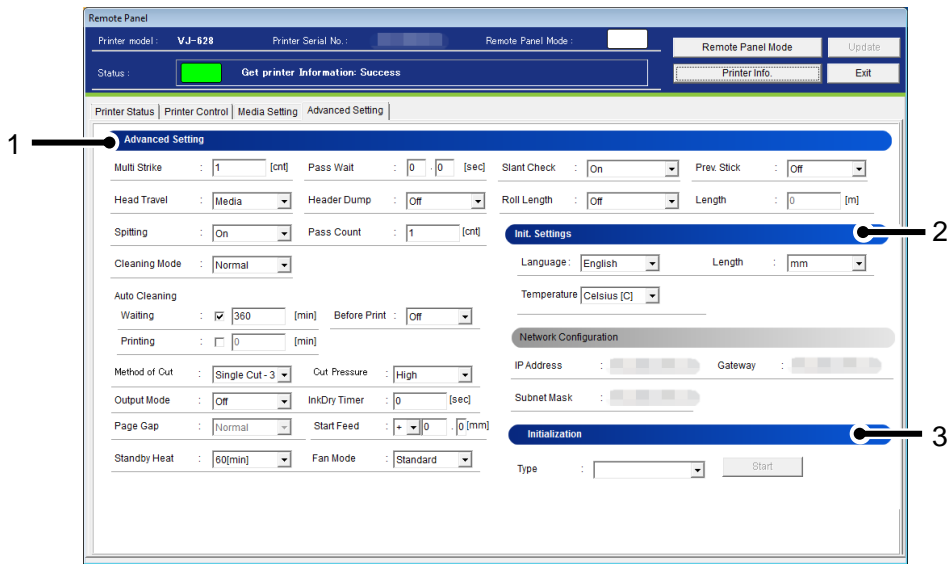 Remote Panel
Printer model : VJ-628 Printer Serial No. : Remote Panel Mode :
Remote Panel Mode Update
Status : Get printer Information: Success
Printer Info. Exit
Printer Status Printer Control Media Setting Advanced Setting
1 Advanced Setting
Multi Strike : 1 [cnt] Pass Wait : 0 . 0 [sec] Slant Check : On Prev. Stick : Off
Head Travel : Media Header Dump : Off Roll Length : Off Length : 0 [m]
Spitting : On Pass Count : 1 [cnt] Init. Settings 2
Cleaning Mode : Normal Language : English Length : mm
Auto Cleaning Temperature Celsius [C]
Waiting : 360 [min] Before Print : Off
Printing : 0 [min] Network Configuration
IP Address : Gateway :
Method of Cut : Single Cut - 3 Cut Pressure : High
Output Mode : Off InkDry Timer : 0 [sec] Subnet Mask :
Page Gap : Normal Start Feed : + 0 . 0 [mm] Initialization 3
Standby Heat : 60[min] Fan Mode : Standard Type : Start